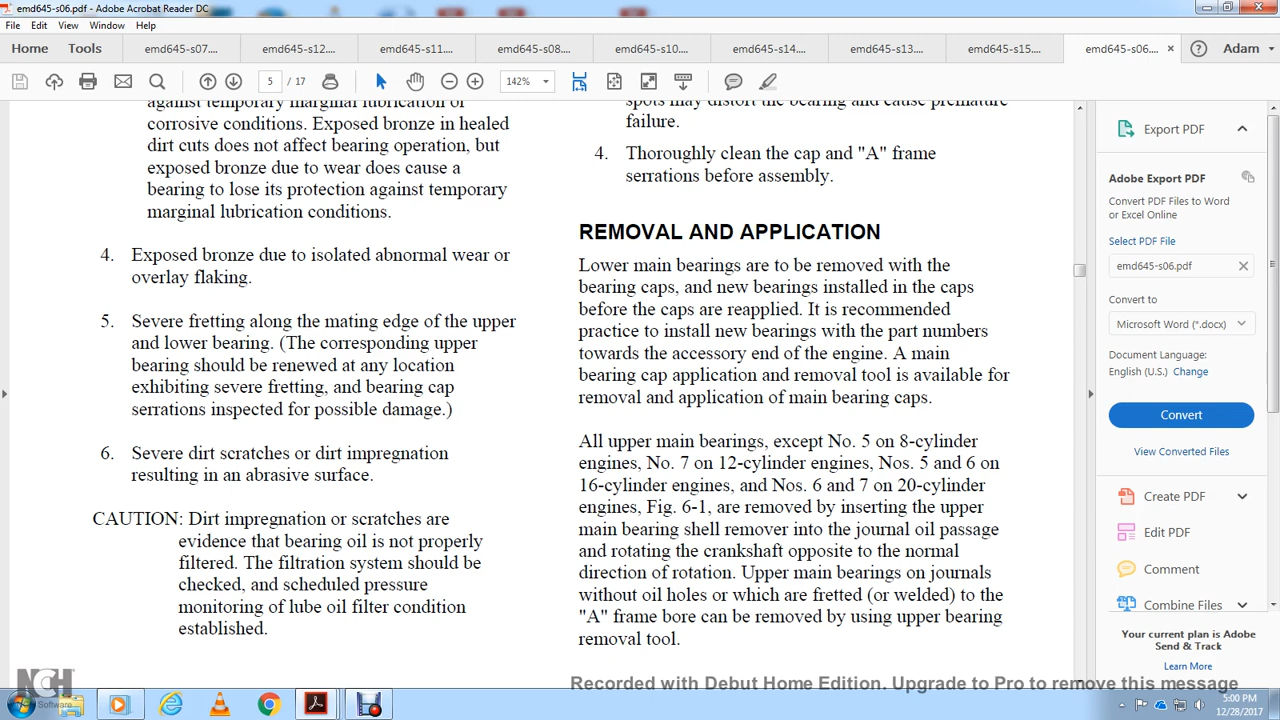 emd645-s06.pdf - Adobe Acrobat Reader DC
File Edit View Window Help
Home Tools emd645-s07.... emd645-s12... emd645-s11.... emd645-s08.... emd645-s10.... emd645-s14.... emd645-s13.... emd645-s15.... emd645-s06.... × ? Adam
5 / 17 142%
against temporary marginal lubrication or
corrosive conditions. Exposed bronze in healed
dirt cuts does not affect bearing operation, but
exposed bronze due to wear does cause a
bearing to lose its protection against temporary
marginal lubrication conditions.
4. Exposed bronze due to isolated abnormal wear or
overlay flaking.
5. Severe fretting along the mating edge of the upper
and lower bearing. (The corresponding upper
bearing should be renewed at any location
exhibiting severe fretting, and bearing cap
serrations inspected for possible damage.)
6. Severe dirt scratches or dirt impregnation
resulting in an abrasive surface.
CAUTION: Dirt impregnation or scratches are
evidence that bearing oil is not properly
filtered. The filtration system should be
checked, and scheduled pressure
monitoring of lube oil filter condition
established.
spots may distort the bearing and cause premature
failure.
4. Thoroughly clean the cap and "A" frame
serrations before assembly.
REMOVAL AND APPLICATION
Lower main bearings are to be removed with the
bearing caps, and new bearings installed in the caps
before the caps are reapplied. It is recommended
practice to install new bearings with the part numbers
towards the accessory end of the engine. A main
bearing cap application and removal tool is available for
removal and application of main bearing caps.
All upper main bearings, except No. 5 on 8-cylinder
engines, No. 7 on 12-cylinder engines, Nos. 5 and 6 on
16-cylinder engines, and Nos. 6 and 7 on 20-cylinder
engines, Fig. 6-1, are removed by inserting the upper
main bearing shell remover into the journal oil passage
and rotating the crankshaft opposite to the normal
direction of rotation. Upper main bearings on journals
without oil holes or which are fretted (or welded) to the
"A" frame bore can be removed by using upper bearing
removal tool.
Export PDF
Adobe Export PDF
Convert PDF Files to Word
or Excel Online
Select PDF File
emd645-s06.pdf
Convert to
Microsoft Word (*.docx)
Document Language:
English (U.S.) Change
Convert
View Converted Files
Create PDF
Edit PDF
Comment
Combine Files
Your current plan is Adobe
Send & Track
Learn More
NCH
Software
Recorded with Debut Home Edition. Upgrade to Pro to remove this message
5:00 PM
12/28/2017